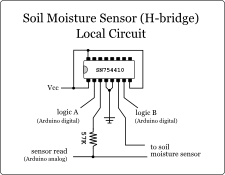 Soil Moisture Sensor (H-bridge)
Local Circuit
SN754410
Vcc
logic A
(Arduino digital)
logic B
(Arduino digital)
57K
to soil
moisture sensor
sensor read
(Arduino analog)